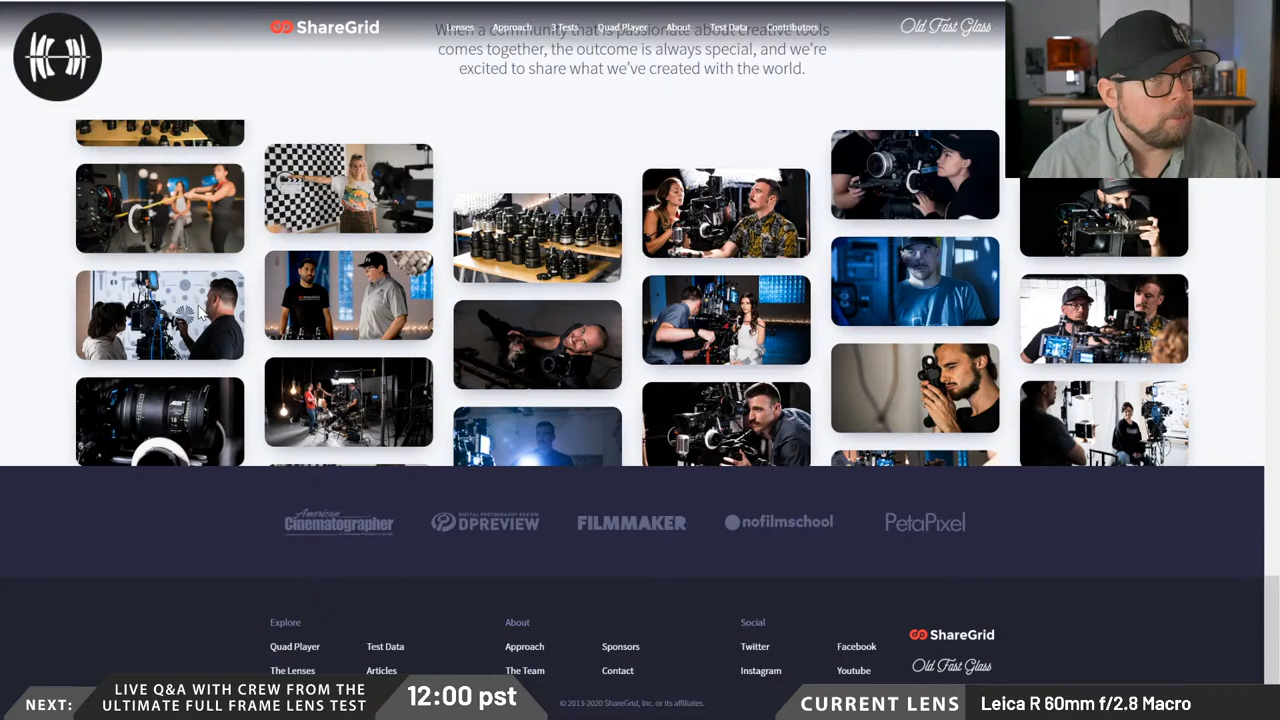 ShareGrid
Lenses Approach 3 Tests Quad Player About Test Data Contributors
Old Fast Glass
When a community that is passionate about creative tools
comes together, the outcome is always special, and we're
excited to share what we've created with the world.
American
Cinematographer
DIGITAL PHOTOGRAPHY REVIEW
DPREVIEW
FILMMAKER
nofilmschool
PetaPixel
Explore About Social
ShareGrid
Quad Player Test Data Approach Sponsors Twitter Facebook
Old Fast Glass
The Lenses Articles The Team Contact Instagram Youtube
© 2013-2020 ShareGrid, Inc. or its affiliates.
NEXT:
LIVE Q&A WITH CREW FROM THE
ULTIMATE FULL FRAME LENS TEST
12:00 pst
CURRENT LENS
Leica R 60mm f/2.8 Macro